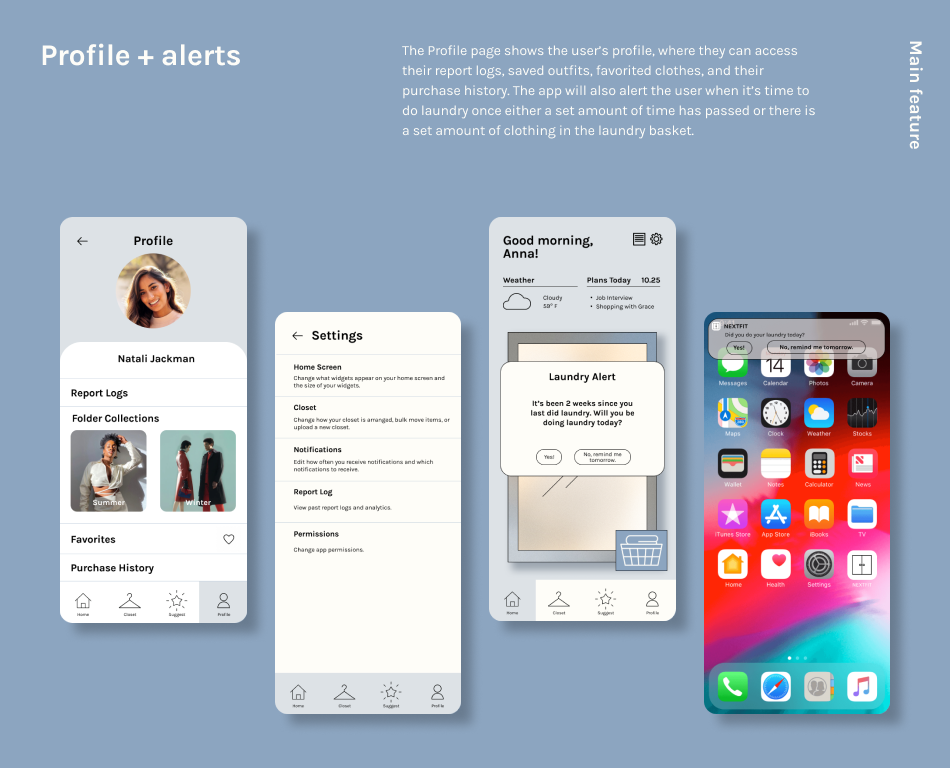 Profile + alerts
The Profile page shows the user's profile, where they can access
their report logs, saved outfits, favorited clothes, and their
purchase history. The app will also alert the user when it's time to
do laundry once either a set amount of time has passed or there is
a set amount of clothing in the laundry basket.
Main feature
Profile
Natali Jackman
Report Logs
Folder Collections
Summer
Winter
Favorites
Purchase History
Home
Closet
Suggest
Profile
Settings
Home Screen
Change what widgets appear on your home screen and
the size of your widgets.
Closet
Change how your closet is arranged, bulk move items, or
upload a new closet.
Notifications
Edit how often you receive notifications and which
notifications to receive.
Report Log
View past report logs and analytics.
Permissions
Change app permissions.
Home
Closet
Suggest
Profile
Good morning,
Anna!
Weather
Cloudy
59° F
Plans Today 10.25
• Job Interview
• Shopping with Grace
Laundry Alert
It's been 2 weeks since you
last did laundry. Will you be
doing laundry today?
Yes!
No, remind me
tomorrow.
Home
Closet
Suggest
Profile
NEXTFIT
Did you do your laundry today?
Yes!
No, remind me tomorrow.
14
Messages
Calendar
Photos
Camera
Maps
Clock
Weather
Stocks
Wallet
Notes
Calculator
News
iTunes Store
App Store
iBooks
TV
Home
Health
Settings
NEXTFIT